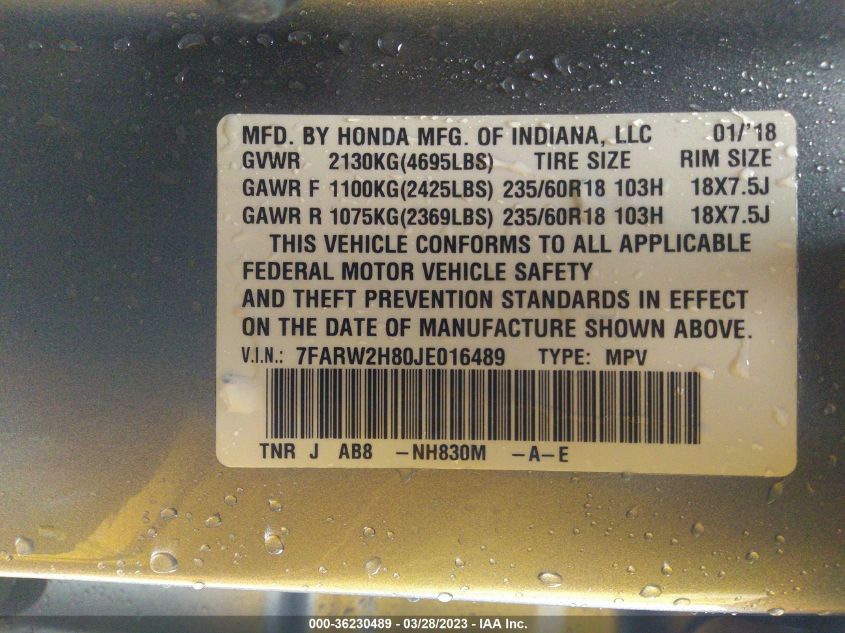 MFD. BY HONDA MFG. OF INDIANA, LLC 01/'18
GVWR 2130KG(4695LBS) TIRE SIZE RIM SIZE
GAWR F 1100KG(2425LBS) 235/60R18 103H 18X7.5J
GAWR R 1075KG(2369LBS) 235/60R18 103H 18X7.5J
THIS VEHICLE CONFORMS TO ALL APPLICABLE
FEDERAL MOTOR VEHICLE SAFETY
AND THEFT PREVENTION STANDARDS IN EFFECT
ON THE DATE OF MANUFACTURE SHOWN ABOVE.
V.I.N.: 7FARW2H80JE016489 TYPE: MPV
TNR J AB8 -NH830M -A-E
000-36230489 - 03/28/2023 - IAA Inc.